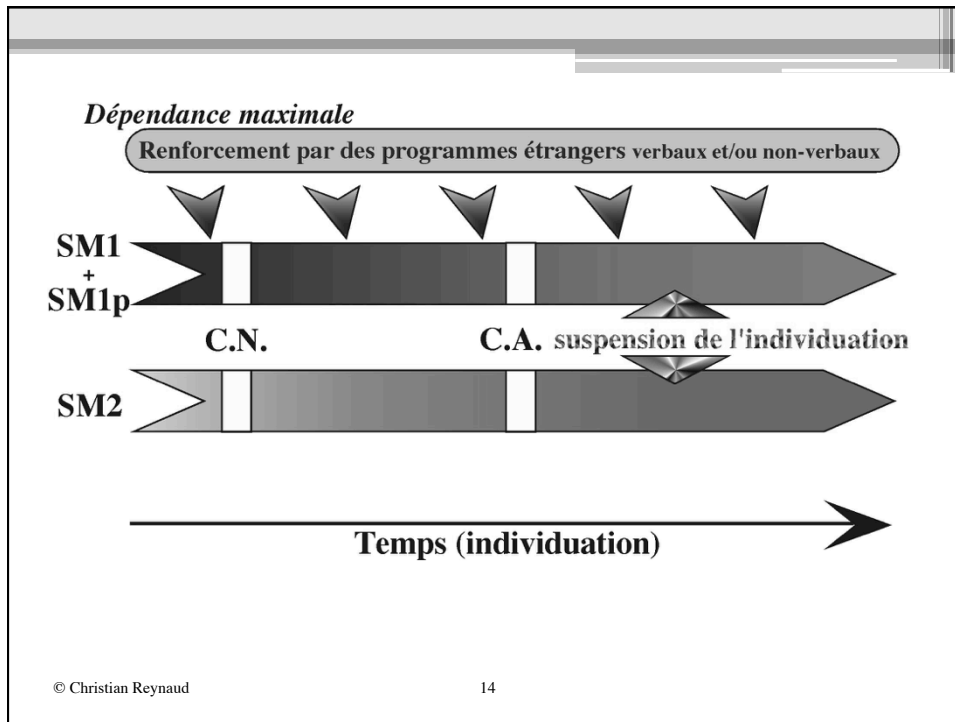 Dépendance maximale
Renforcement par des programmes étrangers verbaux et/ou non-verbaux
SM1
+
SM1p
C.N.
C.A.
suspension de l'individuation
SM2
Temps (individuation)
© Christian Reynaud
14